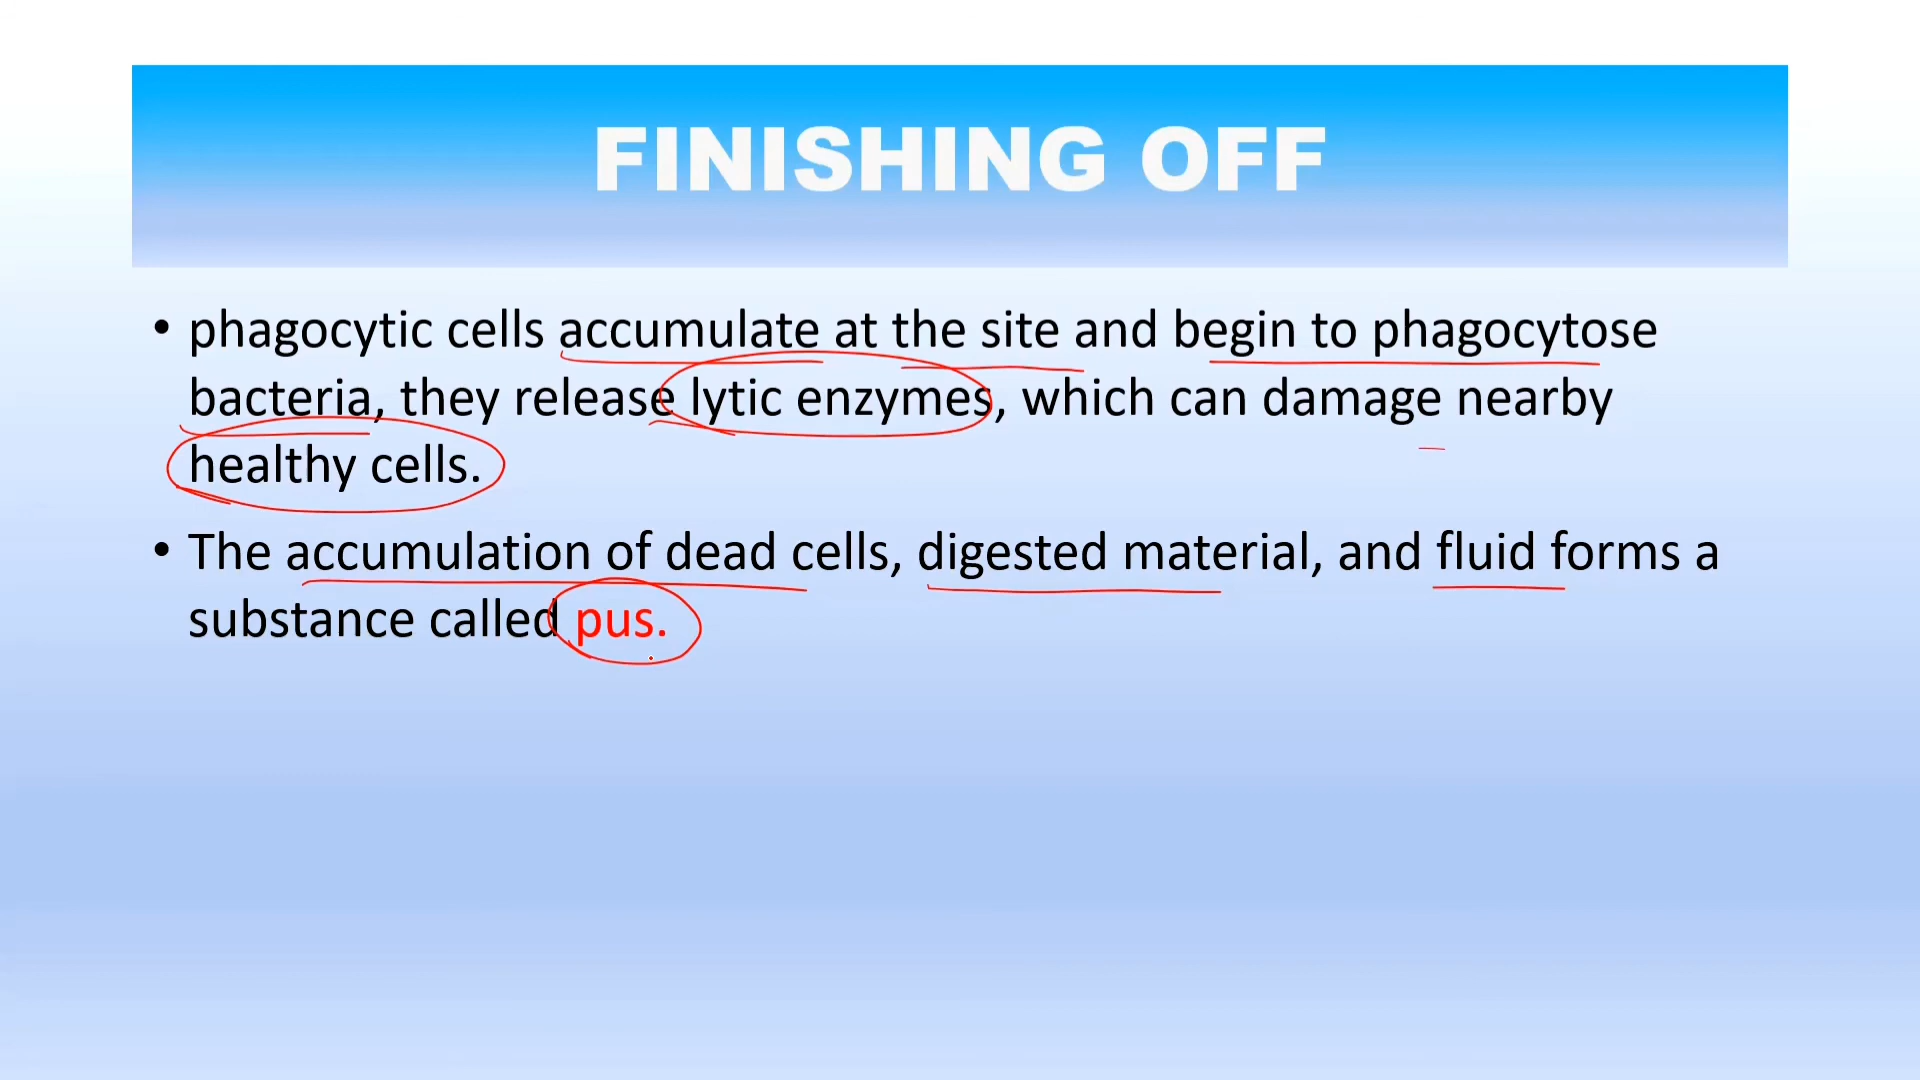 FINISHING OFF
• phagocytic cells accumulate at the site and begin to phagocytose
bacteria, they release lytic enzymes, which can damage nearby
healthy cells.
• The accumulation of dead cells, digested material, and fluid forms a
substance called pus.